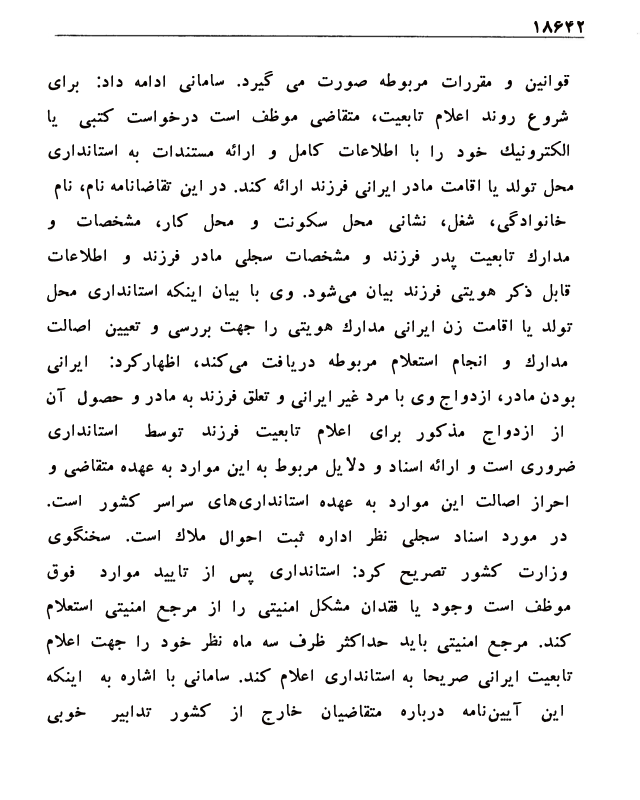 ۱۸۶۴۲
قوانین و مقررات مربوطه صورت می گیرد. سامانی ادامه داد: برای
شروع روند اعلام تابعیت، متقاضی موظف است درخواست کتبی یا
الکترونیك خود را با اطلاعات کامل و ارائه مستندات به استانداری
محل تولد یا اقامت مادر ایرانی فرزند ارائه کند. در این تقاضانامه نام، نام
خانوادگی، شغل، نشانی محل سکونت و محل کار، مشخصات و
مدارك تابعیت پدر فرزند و مشخصات سجلی مادر فرزند و اطلاعات
قابل ذکر هویتی فرزند بیان می‌شود. وی با بیان اینکه استانداری محل
تولد یا اقامت زن ایرانی مدارك هویتی را جهت بررسی و تعیین اصالت
مدارك و انجام استعلام مربوطه دریافت می‌کند، اظهارکرد: ایرانی
بودن مادر، ازدواج وی با مرد غیر ایرانی و تعلق فرزند به مادر و حصول آن
از ازدواج مذکور برای اعلام تابعیت فرزند توسط استانداری
ضروری است و ارائه اسناد و دلایل مربوط به این موارد به عهده متقاضی و
احراز اصالت این موارد به عهده استانداری‌های سراسر کشور است.
در مورد اسناد سجلی نظر اداره ثبت احوال ملاك است. سخنگوی
وزارت کشور تصریح کرد: استانداری پس از تایید موارد فوق
موظف است وجود یا فقدان مشکل امنیتی را از مرجع امنیتی استعلام
کند. مرجع امنیتی باید حداکثر ظرف سه ماه نظر خود را جهت اعلام
تابعیت ایرانی صریحا به استانداری اعلام کند. سامانی با اشاره به اینکه
این آیین‌نامه درباره متقاضیان خارج از کشور تدابیر خوبی